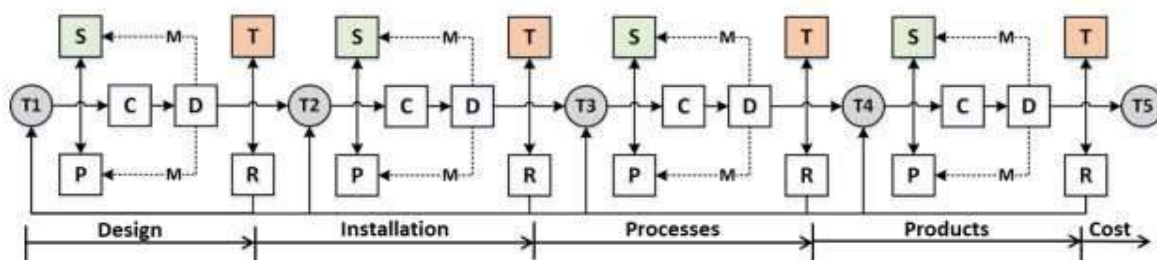 S M T S M T S M T S M T
T1 C D T2 C D T3 C D T4 C D T5
P M R P M R P M R P M R
Design Installation Processes Products Cost